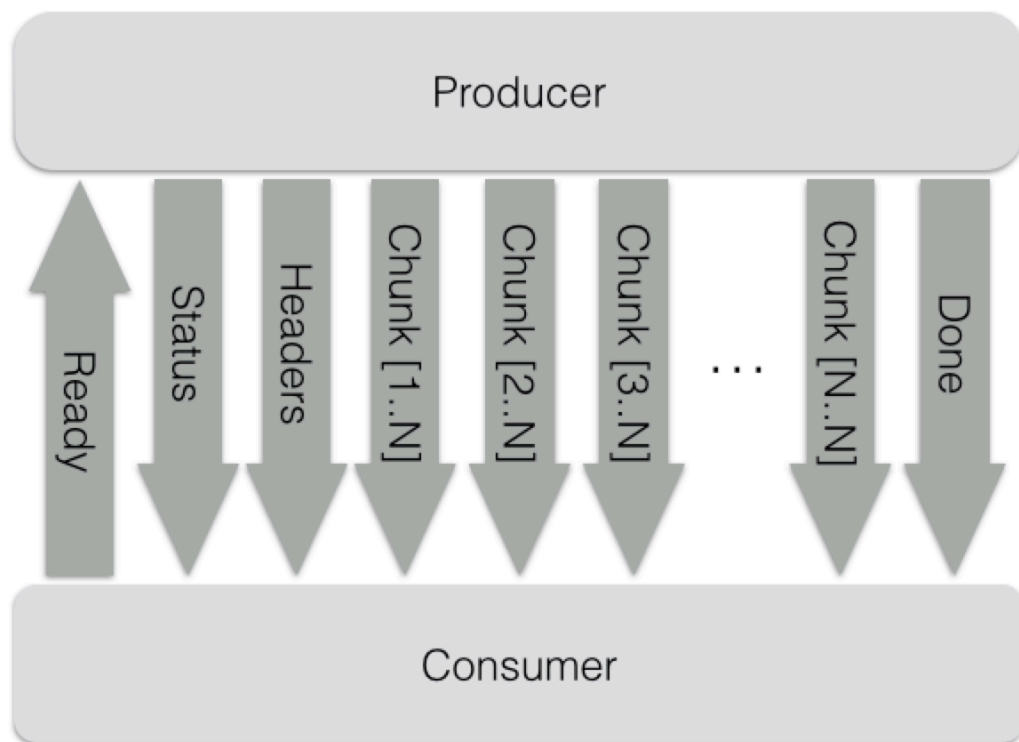 Producer
Ready
Status
Headers
Chunk [1..N]
Chunk [2..N]
Chunk [3..N]
...
Chunk [N..N]
Done
Consumer